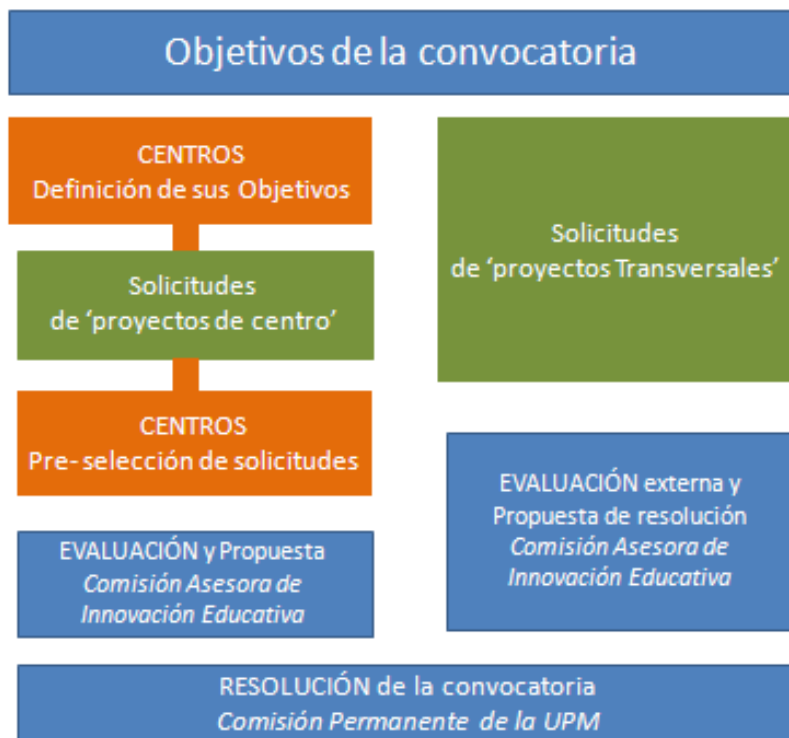 Objetivos de la convocatoria
CENTROS
Definición de sus Objetivos
Solicitudes
de ‘proyectos de centro’
CENTROS
Pre- selección de solicitudes
EVALUACIÓN y Propuesta
Comisión Asesora de
Innovación Educativa
Solicitudes
de ‘proyectos Transversales’
EVALUACIÓN externa y
Propuesta de resolución
Comisión Asesora de
Innovación Educativa
RESOLUCIÓN de la convocatoria
Comisión Permanente de la UPM